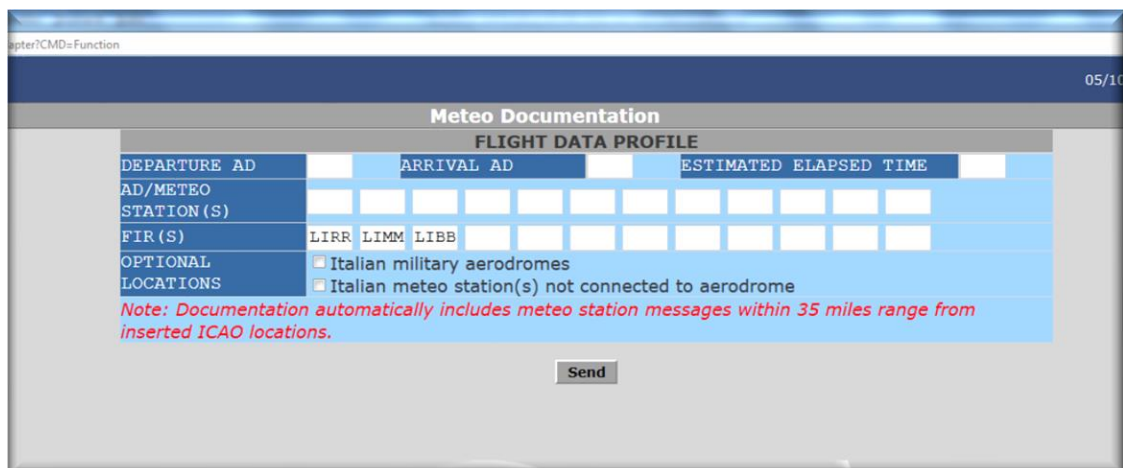 apter?CMD=Function
05/10
Meteo Documentation
FLIGHT DATA PROFILE
DEPARTURE AD ARRIVAL AD ESTIMATED ELAPSED TIME
AD/METEO
STATION(S)
FIR(S) LIRR LIMM LIBB
OPTIONAL
LOCATIONS
Italian military aerodromes
Italian meteo station(s) not connected to aerodrome
Note: Documentation automatically includes meteo station messages within 35 miles range from
inserted ICAO locations.
Send